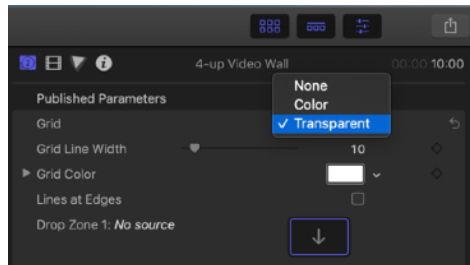 4-up Video Wall 00:00 10:00
None
Published Parameters
Color
Grid ✓ Transparent
Grid Line Width 10
Grid Color
Lines at Edges
Drop Zone 1: No source